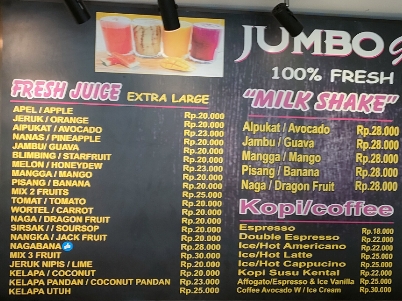 JUMBO
100% FRESH
FRESH JUICE EXTRA LARGE
APEL / APPLE Rp.20.000
JERUK / ORANGE Rp.20.000
AlPUKAT / AVOCADO Rp.23.000
NANAS / PINEAPPLE Rp.20.000
JAMBU/ GUAVA Rp.20.000
BLIMBING / STARFRUIT Rp.20.000
MELON / HONEYDEW Rp.23.000
MANGGA / MANGO Rp.20.000
PISANG / BANANA Rp.20.000
MIX 2 FRUITS Rp.25.000
TOMAT / TOMATO Rp.20.000
WORTEL / CARROT Rp.20.000
NAGA / DRAGON FRUIT Rp.20.000
SIRSAK / / SOURSOP Rp.20.000
NANGKA / JACK FRUIT Rp.20.000
NAGABANA Rp.28.000
MIX 3 FRUIT Rp.30.000
JERUK NIPIS / LIME Rp.20.000
KELAPA / COCONUT Rp.20.000
KELAPA PANDAN / COCONUT PANDAN Rp.23.000
KELAPA UTUH Rp.25.000
"MILK SHAKE"
Alpukat / Avocado Rp.28.000
Jambu / Guava Rp.28.000
Mangga / Mango Rp.28.000
Pisang / Banana Rp.28.000
Naga / Dragon Fruit Rp.28.000
Kopi/coffee
Espresso Rp.18.000
Double Espresso Rp.22.000
Ice/Hot Americano Rp.22.000
Ice/Hot Latte Rp.25.000
Ice/Hot Cappucino Rp.25.000
Kopi Susu Kental Rp.22.000
Affogato/Espresso & Ice Vanilla Rp.25.000
Coffee Avocado W / Ice Cream Rp.30.000